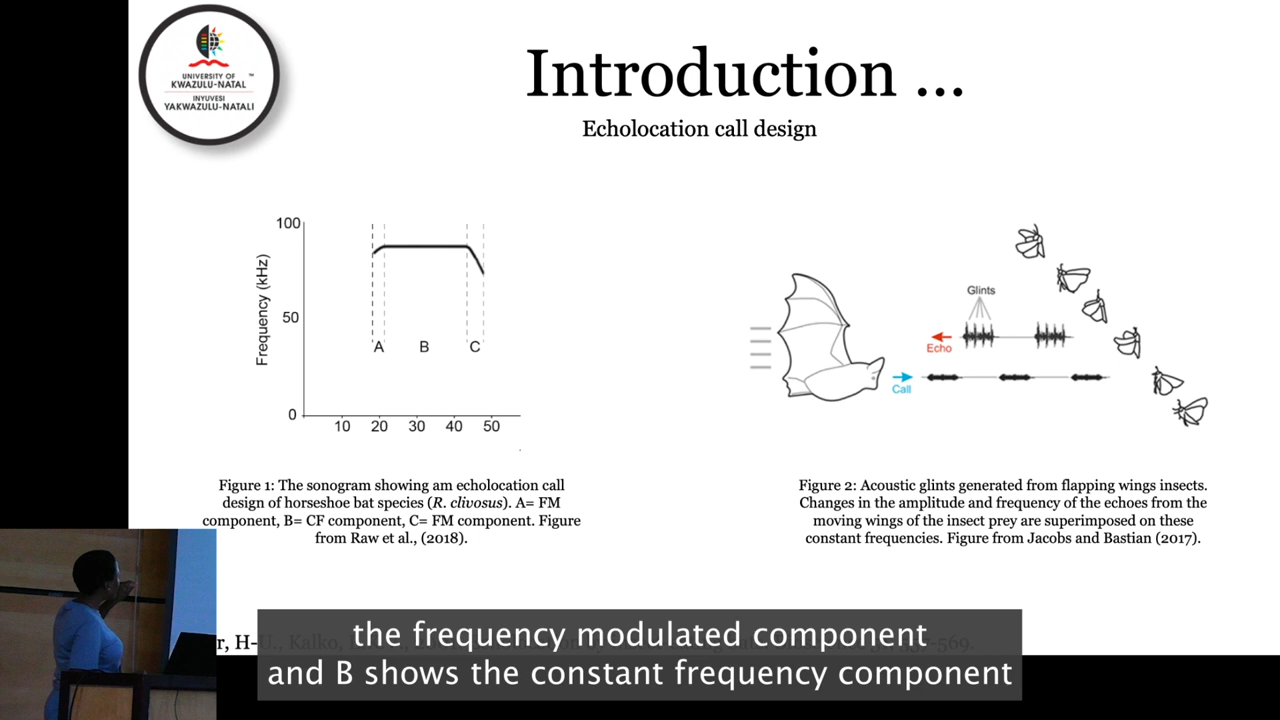 UNIVERSITY OF ™
KWAZULU-NATAL
INYUVESI
YAKWAZULU-NATALI
Introduction ...
Echolocation call design
100
50
0
Frequency (kHz)
A B C
10 20 30 40 50
Glints
Echo
Call
Figure 1: The sonogram showing am echolocation call
design of horseshoe bat species (R. clivosus). A= FM
component, B= CF component, C= FM component. Figure
from Raw et al., (2018).
Figure 2: Acoustic glints generated from flapping wings insects.
Changes in the amplitude and frequency of the echoes from the
moving wings of the insect prey are superimposed on these
constant frequencies. Figure from Jacobs and Bastian (2017).
the frequency modulated component
and B shows the constant frequency component